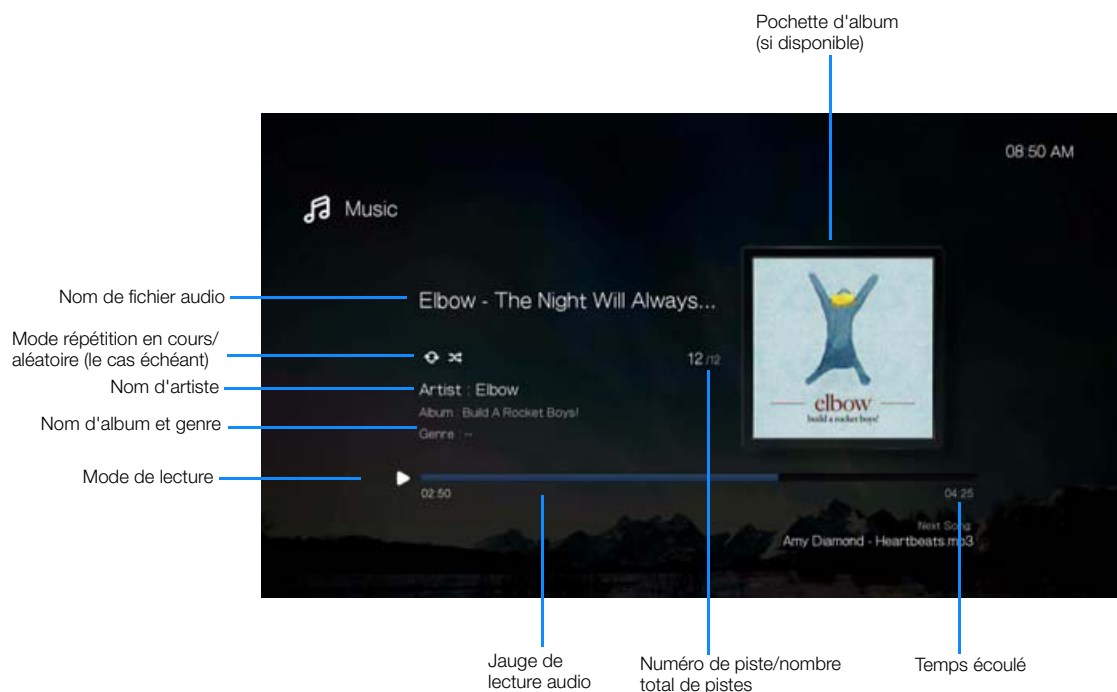 Pochette d'album
(si disponible)
08:50 AM
Music
Nom de fichier audio
Elbow - The Night Will Always...
Mode répétition en cours/
aléatoire (le cas échéant)
12 /12
Nom d'artiste
Artist : Elbow
Nom d'album et genre
Album : Build A Rocket Boys!
Genre : --
elbow
build a rocket boys!
Mode de lecture
02:50
04:25
Next Song:
Amy Diamond - Heartbeats.mp3
Jauge de
lecture audio
Numéro de piste/nombre
total de pistes
Temps écoulé